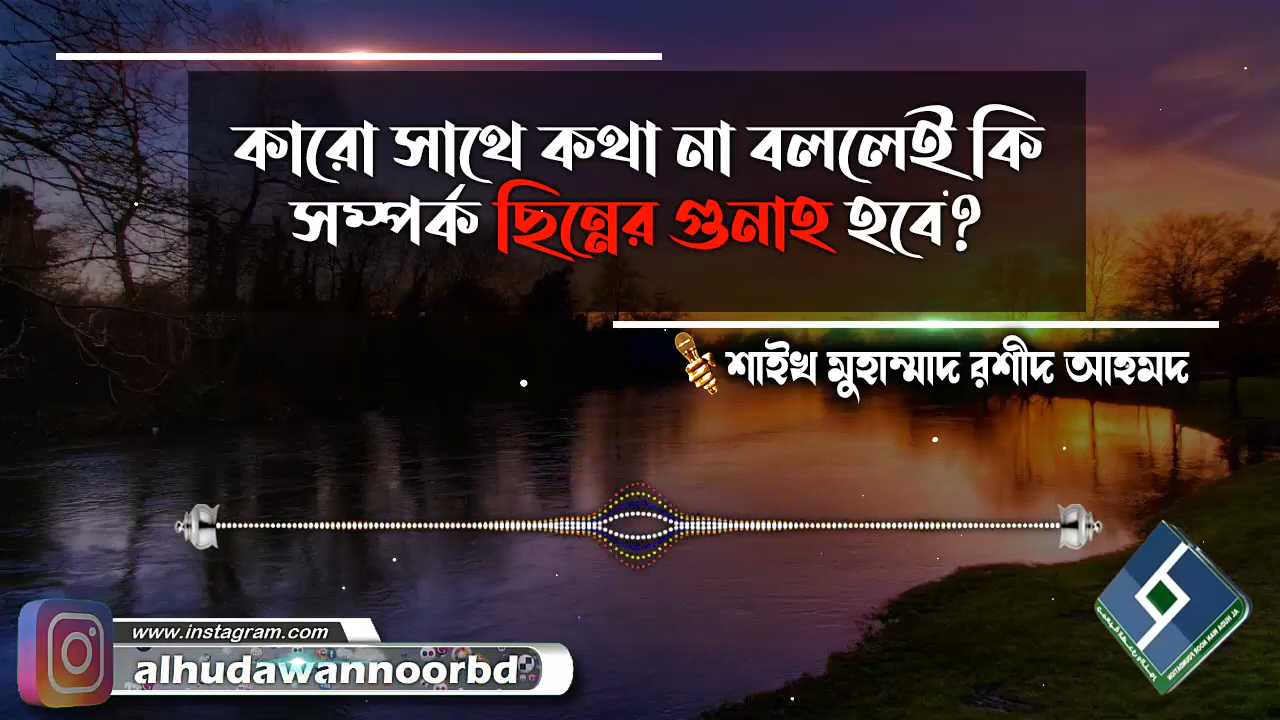 কারো সাথে কথা না বললেই কি
সম্পর্ক ছিন্নের গুনাহ হবে?
শাইখ মুহাম্মাদ রশীদ আহমদ
www.instagram.com
alhudawannoorbd